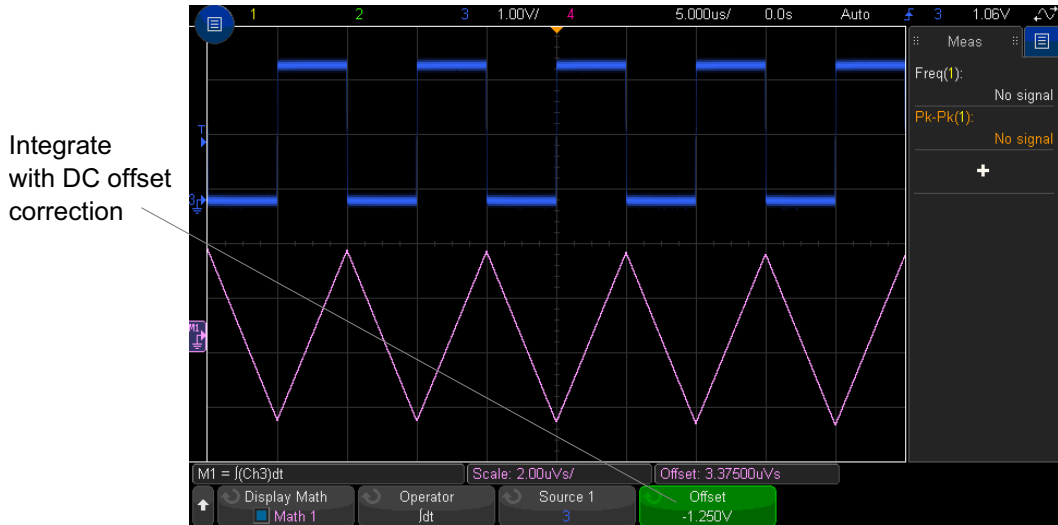 1 2 3 1.00V/ 4 5.000us/ 0.0s Auto 3 1.06V
Meas
Freq(1):
No signal
Pk-Pk(1):
No signal
+
Integrate
with DC offset
correction
T
3
M1
M1 = ∫(Ch3)dt
Scale: 2.00uVs/
Offset: 3.37500uVs
Display Math
Math 1
Operator
∫dt
Source 1
3
Offset
-1.250V